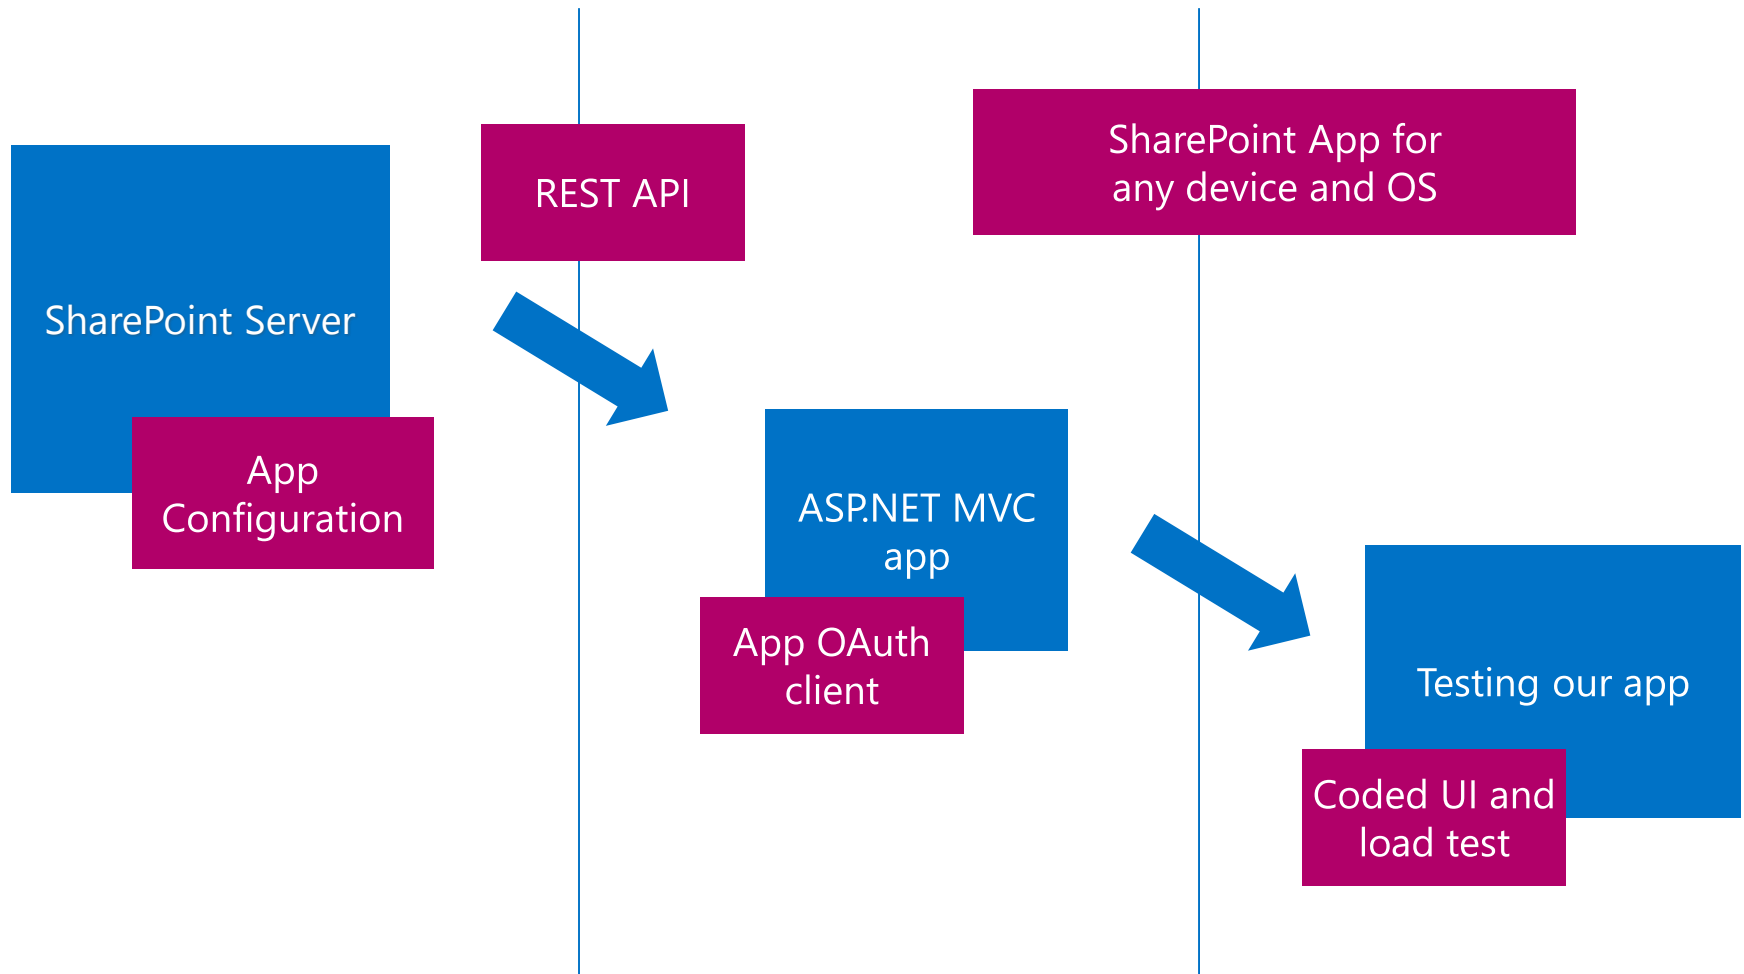 SharePoint Server
App
Configuration
REST API
ASP.NET MVC
app
App OAuth
client
SharePoint App for
any device and OS
Testing our app
Coded UI and
load test